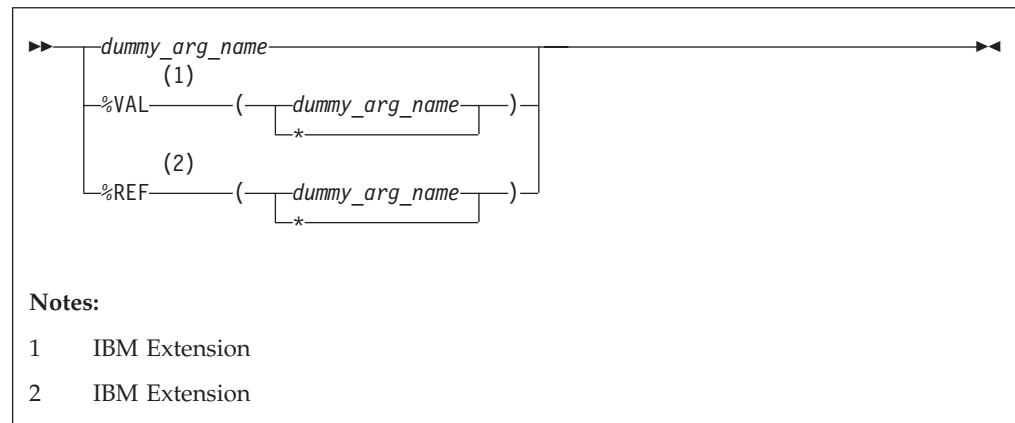 dummy_arg_name
(1)
%VAL ( dummy_arg_name )
*
(2)
%REF ( dummy_arg_name )
*
Notes:
1 IBM Extension
2 IBM Extension